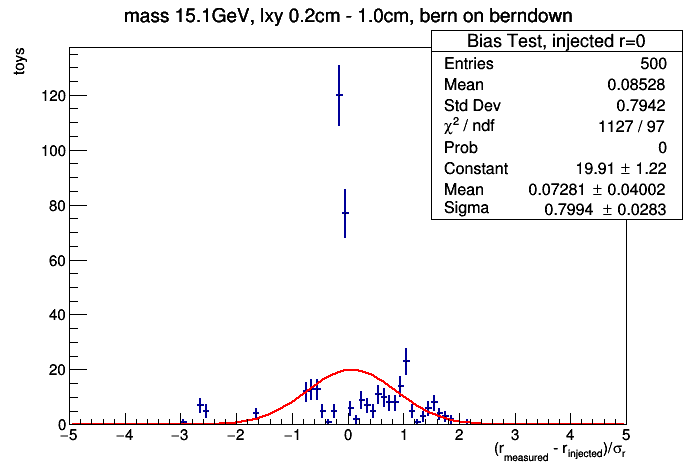 mass 15.1GeV, lxy 0.2cm - 1.0cm, bern on berndown
Bias Test, injected r=0
Entries 500
Mean 0.08528
Std Dev 0.7942
χ² / ndf 1127 / 97
Prob 0
Constant 19.91 ± 1.22
Mean 0.07281 ± 0.04002
Sigma 0.7994 ± 0.0283
toys
120
100
80
60
40
20
0
−5 −4 −3 −2 −1 0 1 2 3 4 5
(r_measured - r_injected)/σ_r